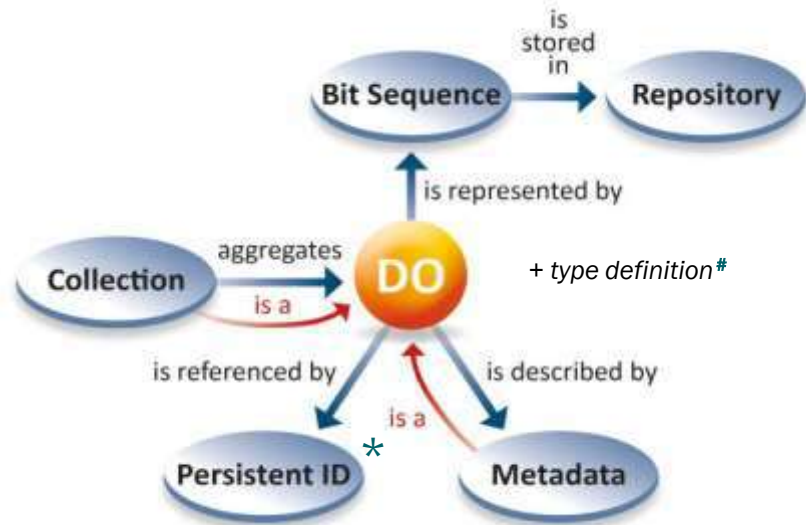 is
stored
in
Bit Sequence
Repository
is represented by
aggregates
DO
+ type definition#
Collection
is a
is referenced by
is described by
is a
*
Persistent ID
Metadata